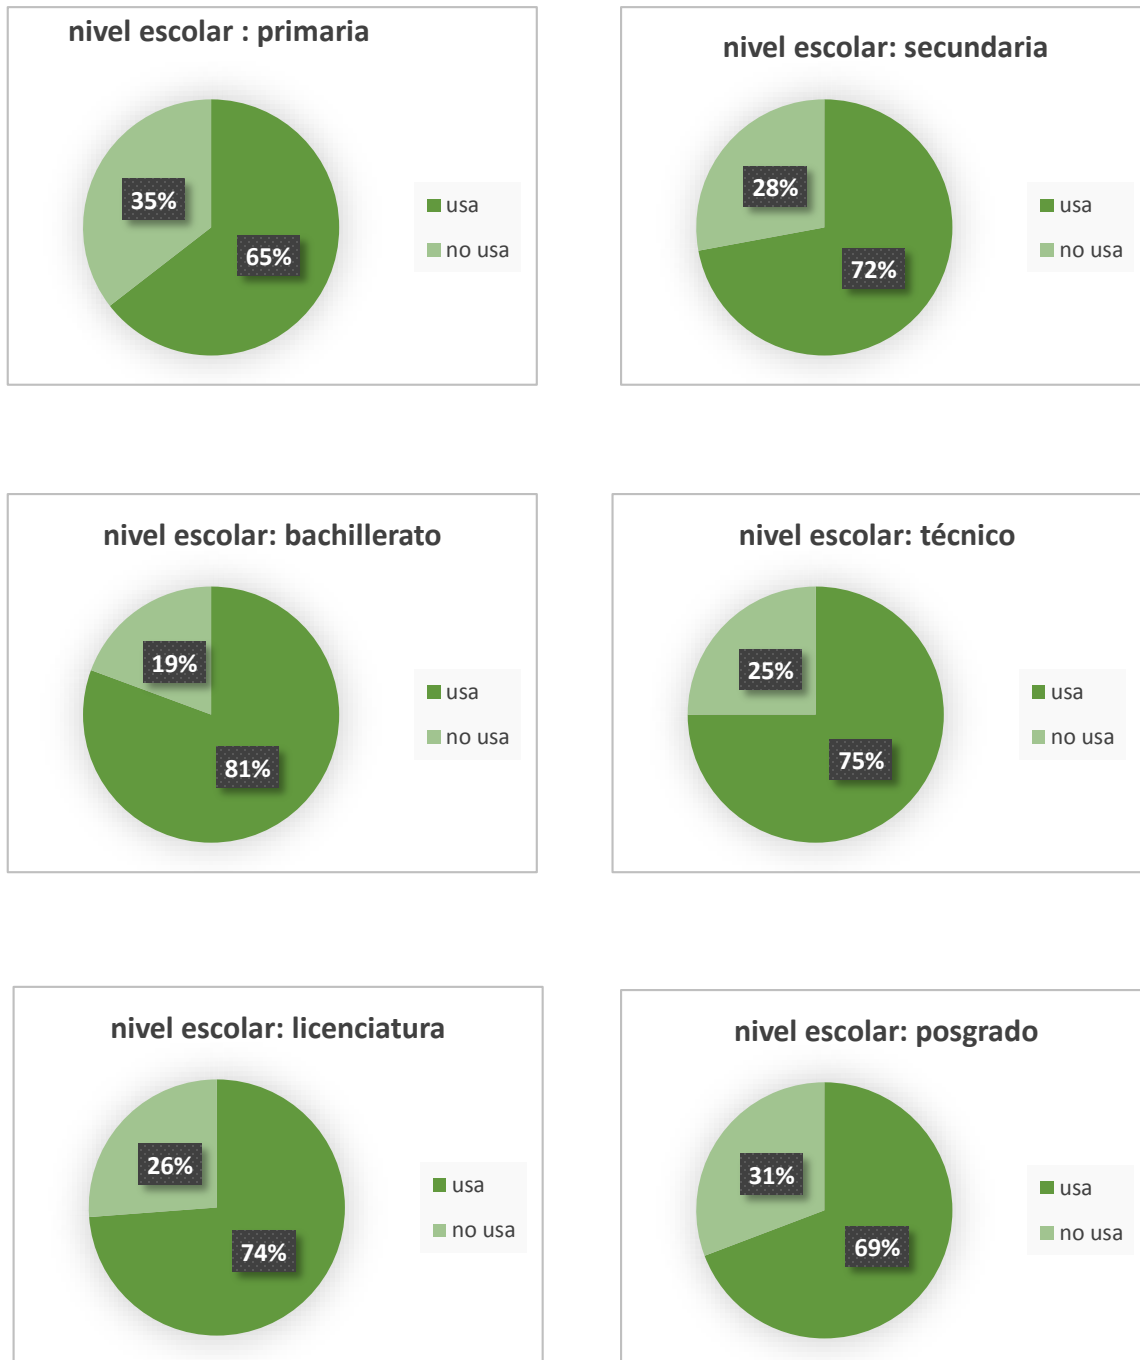 nivel escolar : primaria
35%
65%
usa
no usa
nivel escolar: secundaria
28%
72%
usa
no usa
nivel escolar: bachillerato
19%
81%
usa
no usa
nivel escolar: técnico
25%
75%
usa
no usa
nivel escolar: licenciatura
26%
74%
usa
no usa
nivel escolar: posgrado
31%
69%
usa
no usa